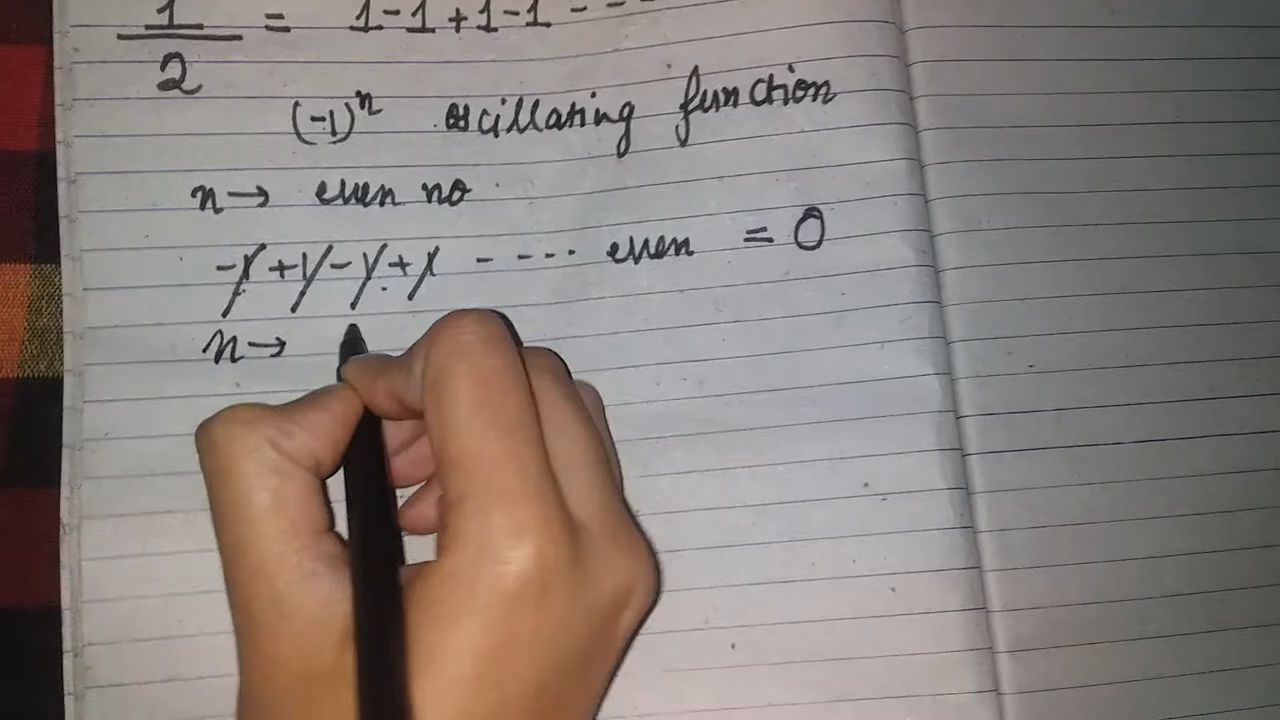 1/2 = 1-1+1-1 - - -
(-1)ⁿ oscillating function
n → even no
-1+1-1+1 - - - - - even = 0
n →